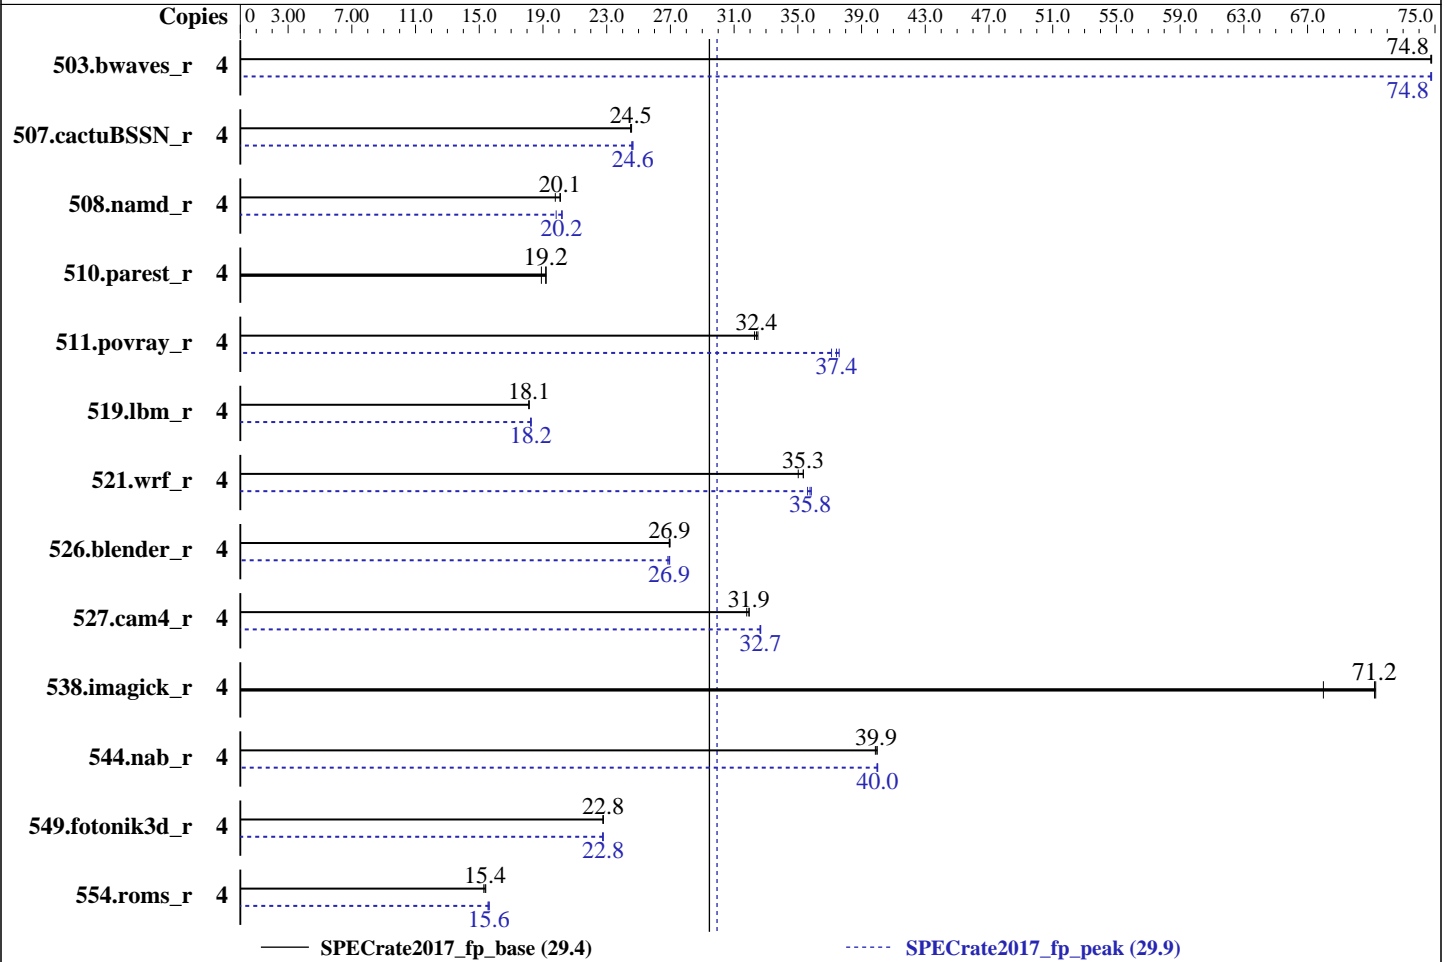 Copies 0 3.00 7.00 11.0 15.0 19.0 23.0 27.0 31.0 35.0 39.0 43.0 47.0 51.0 55.0 59.0 63.0 67.0 75.0
74.8
503.bwaves_r 4
74.8
24.5
507.cactuBSSN_r 4
24.6
20.1
508.namd_r 4
20.2
19.2
510.parest_r 4
32.4
511.povray_r 4
37.4
18.1
519.lbm_r 4
18.2
35.3
521.wrf_r 4
35.8
26.9
526.blender_r 4
26.9
31.9
527.cam4_r 4
32.7
71.2
538.imagick_r 4
39.9
544.nab_r 4
40.0
22.8
549.fotonik3d_r 4
22.8
15.4
554.roms_r 4
15.6
SPECrate2017_fp_base (29.4) SPECrate2017_fp_peak (29.9)